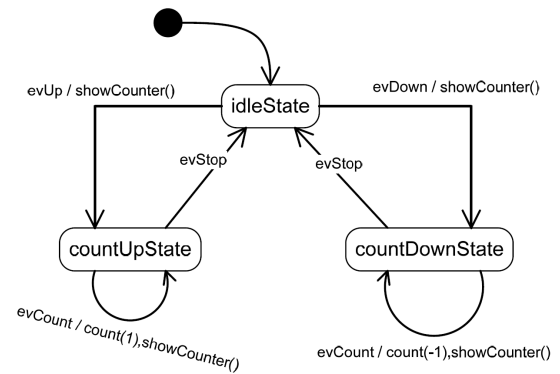 evUp / showCounter()
evDown / showCounter()
idleState
evStop
evStop
countUpState
countDownState
evCount / count(1),showCounter()
evCount / count(-1),showCounter()